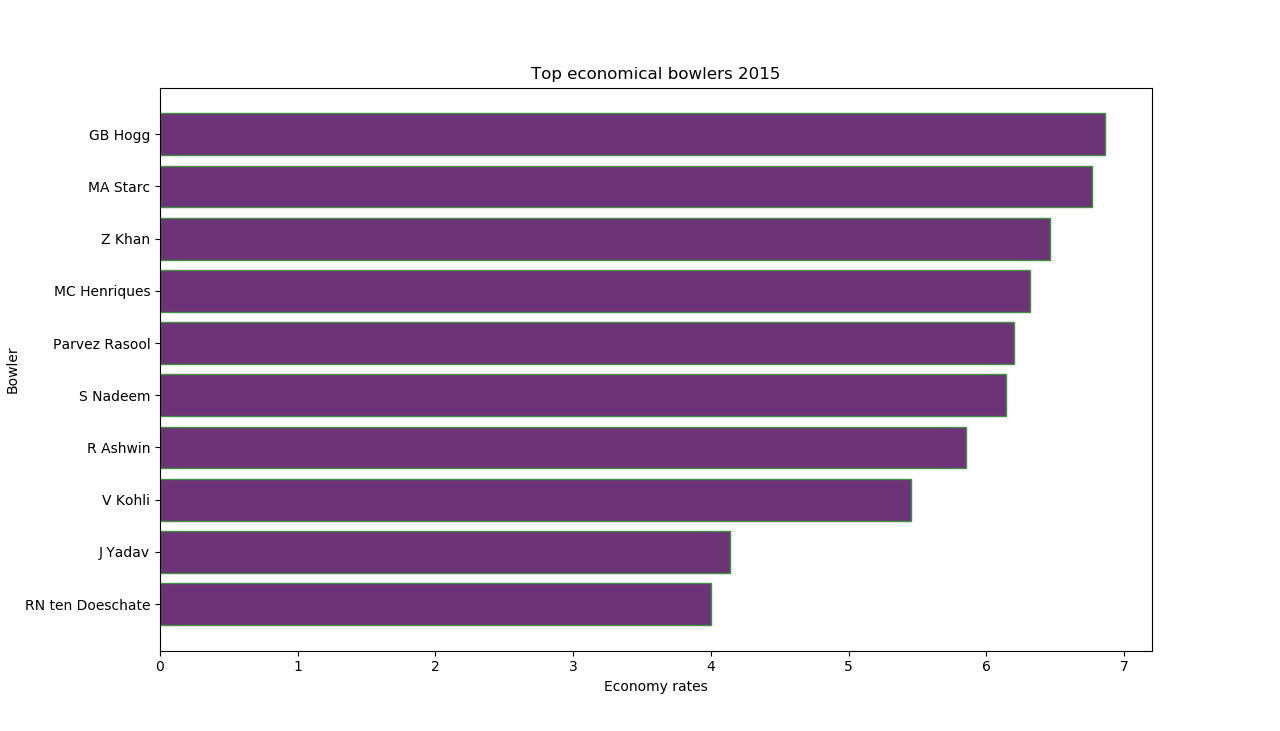 Top economical bowlers 2015
Bowler
GB Hogg
MA Starc
Z Khan
MC Henriques
Parvez Rasool
S Nadeem
R Ashwin
V Kohli
J Yadav
RN ten Doeschate
0 1 2 3 4 5 6 7
Economy rates